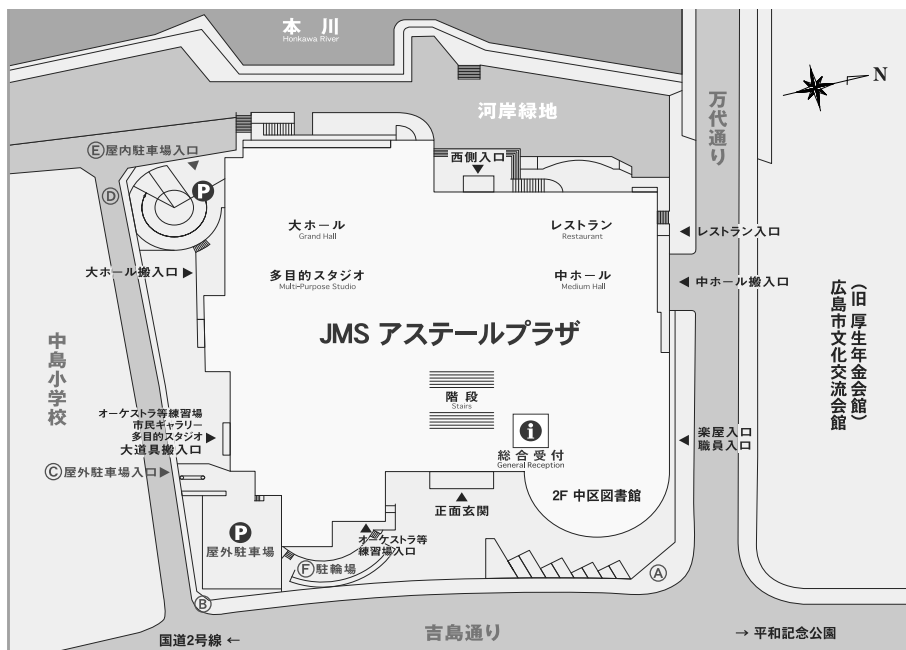 本川
Honkawa River
N
河岸緑地
万代通り
Ⓔ屋内駐車場入口
P
西側入口
Ⓓ
大ホール
Grand Hall
レストラン
Restaurant
レストラン入口
大ホール搬入口
多目的スタジオ
Multi-Purpose Studio
中ホール
Medium Hall
中ホール搬入口
(旧 厚生年金会館)
広島市文化交流会館
JMS アステールプラザ
中島小学校
階段
Stairs
オーケストラ等練習場
市民ギャラリー
多目的スタジオ
大道具搬入口
i
総合受付
General Reception
楽屋入口
職員入口
Ⓒ屋外駐車場入口
2F 中区図書館
正面玄関
P
屋外駐車場
オーケストラ等
練習場入口
Ⓕ駐輪場
Ⓐ
Ⓑ
国道2号線 ←
吉島通り
→ 平和記念公園